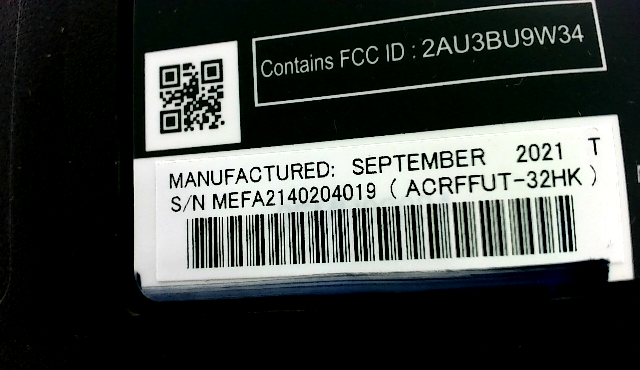 Contains FCC ID : 2AU3BU9W34
MANUFACTURED: SEPTEMBER 2021 T
S/N MEFA2140204019 ( ACRFFUT-32HK )